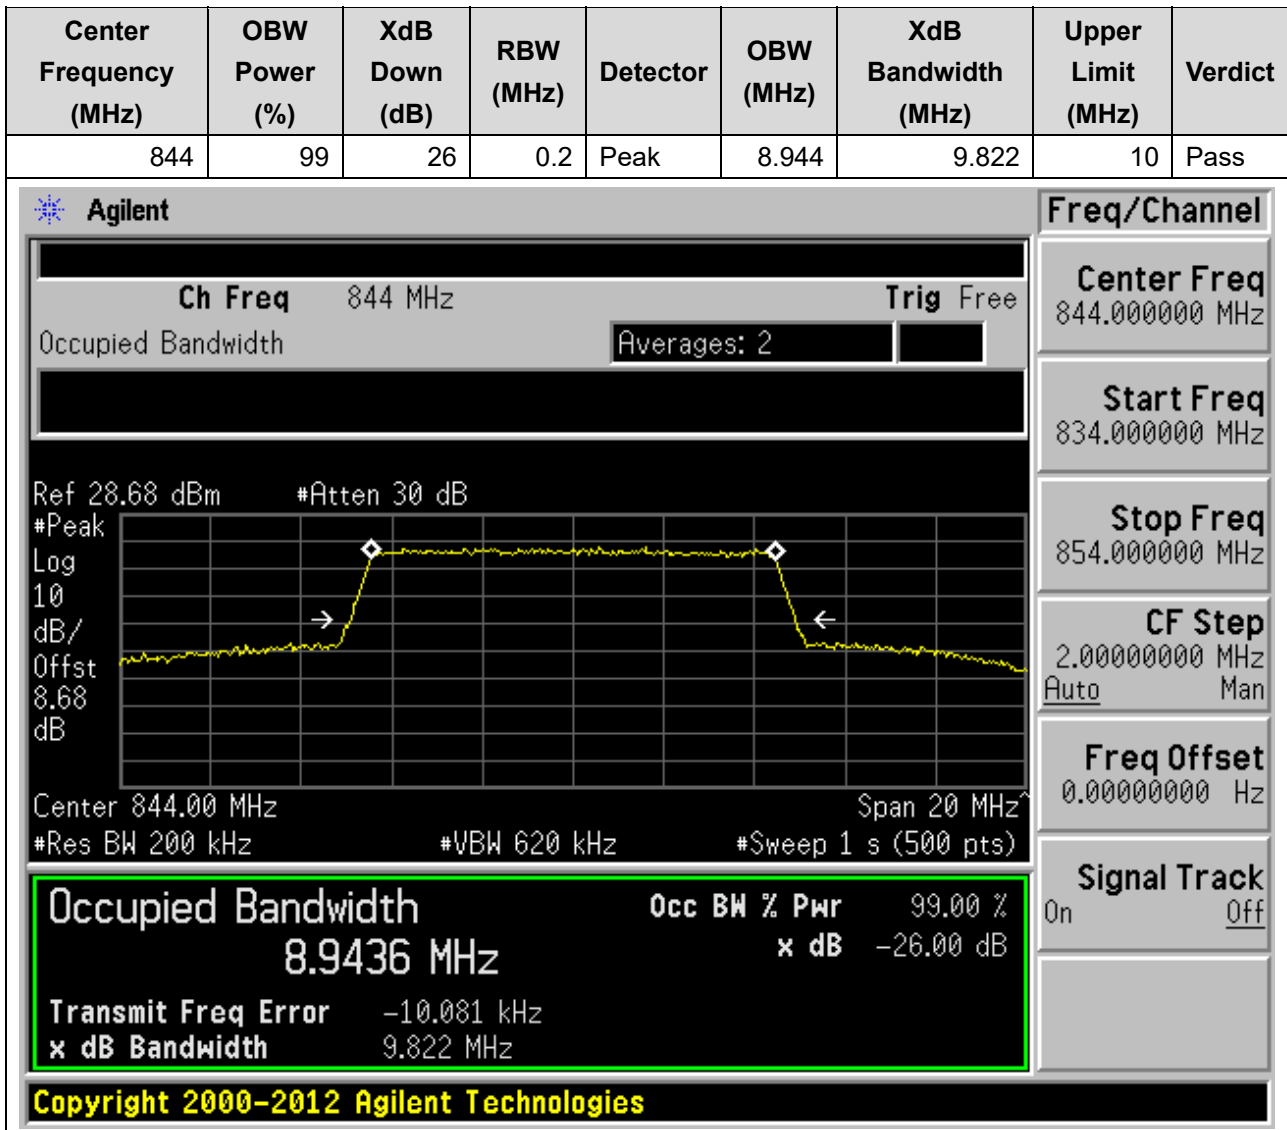 Center Frequency (MHz) OBW Power (%) XdB Down (dB) RBW (MHz) Detector OBW (MHz) XdB Bandwidth (MHz) Upper Limit (MHz) Verdict
844 99 26 0.2 Peak 8.944 9.822 10 Pass
Agilent
Freq/Channel
Ch Freq 844 MHz Trig Free
Occupied Bandwidth Averages: 2
Ref 28.68 dBm #Atten 30 dB
#Peak
Log
10
dB/
Offst
8.68
dB
Center 844.00 MHz Span 20 MHz^
#Res BW 200 kHz #VBW 620 kHz #Sweep 1 s (500 pts)
Occupied Bandwidth Occ BW % Pwr 99.00 %
8.9436 MHz x dB -26.00 dB
Transmit Freq Error -10.081 kHz
x dB Bandwidth 9.822 MHz
Center Freq
844.000000 MHz
Start Freq
834.000000 MHz
Stop Freq
854.000000 MHz
CF Step
2.00000000 MHz
Auto Man
Freq Offset
0.00000000 Hz
Signal Track
On Off
Copyright 2000-2012 Agilent Technologies